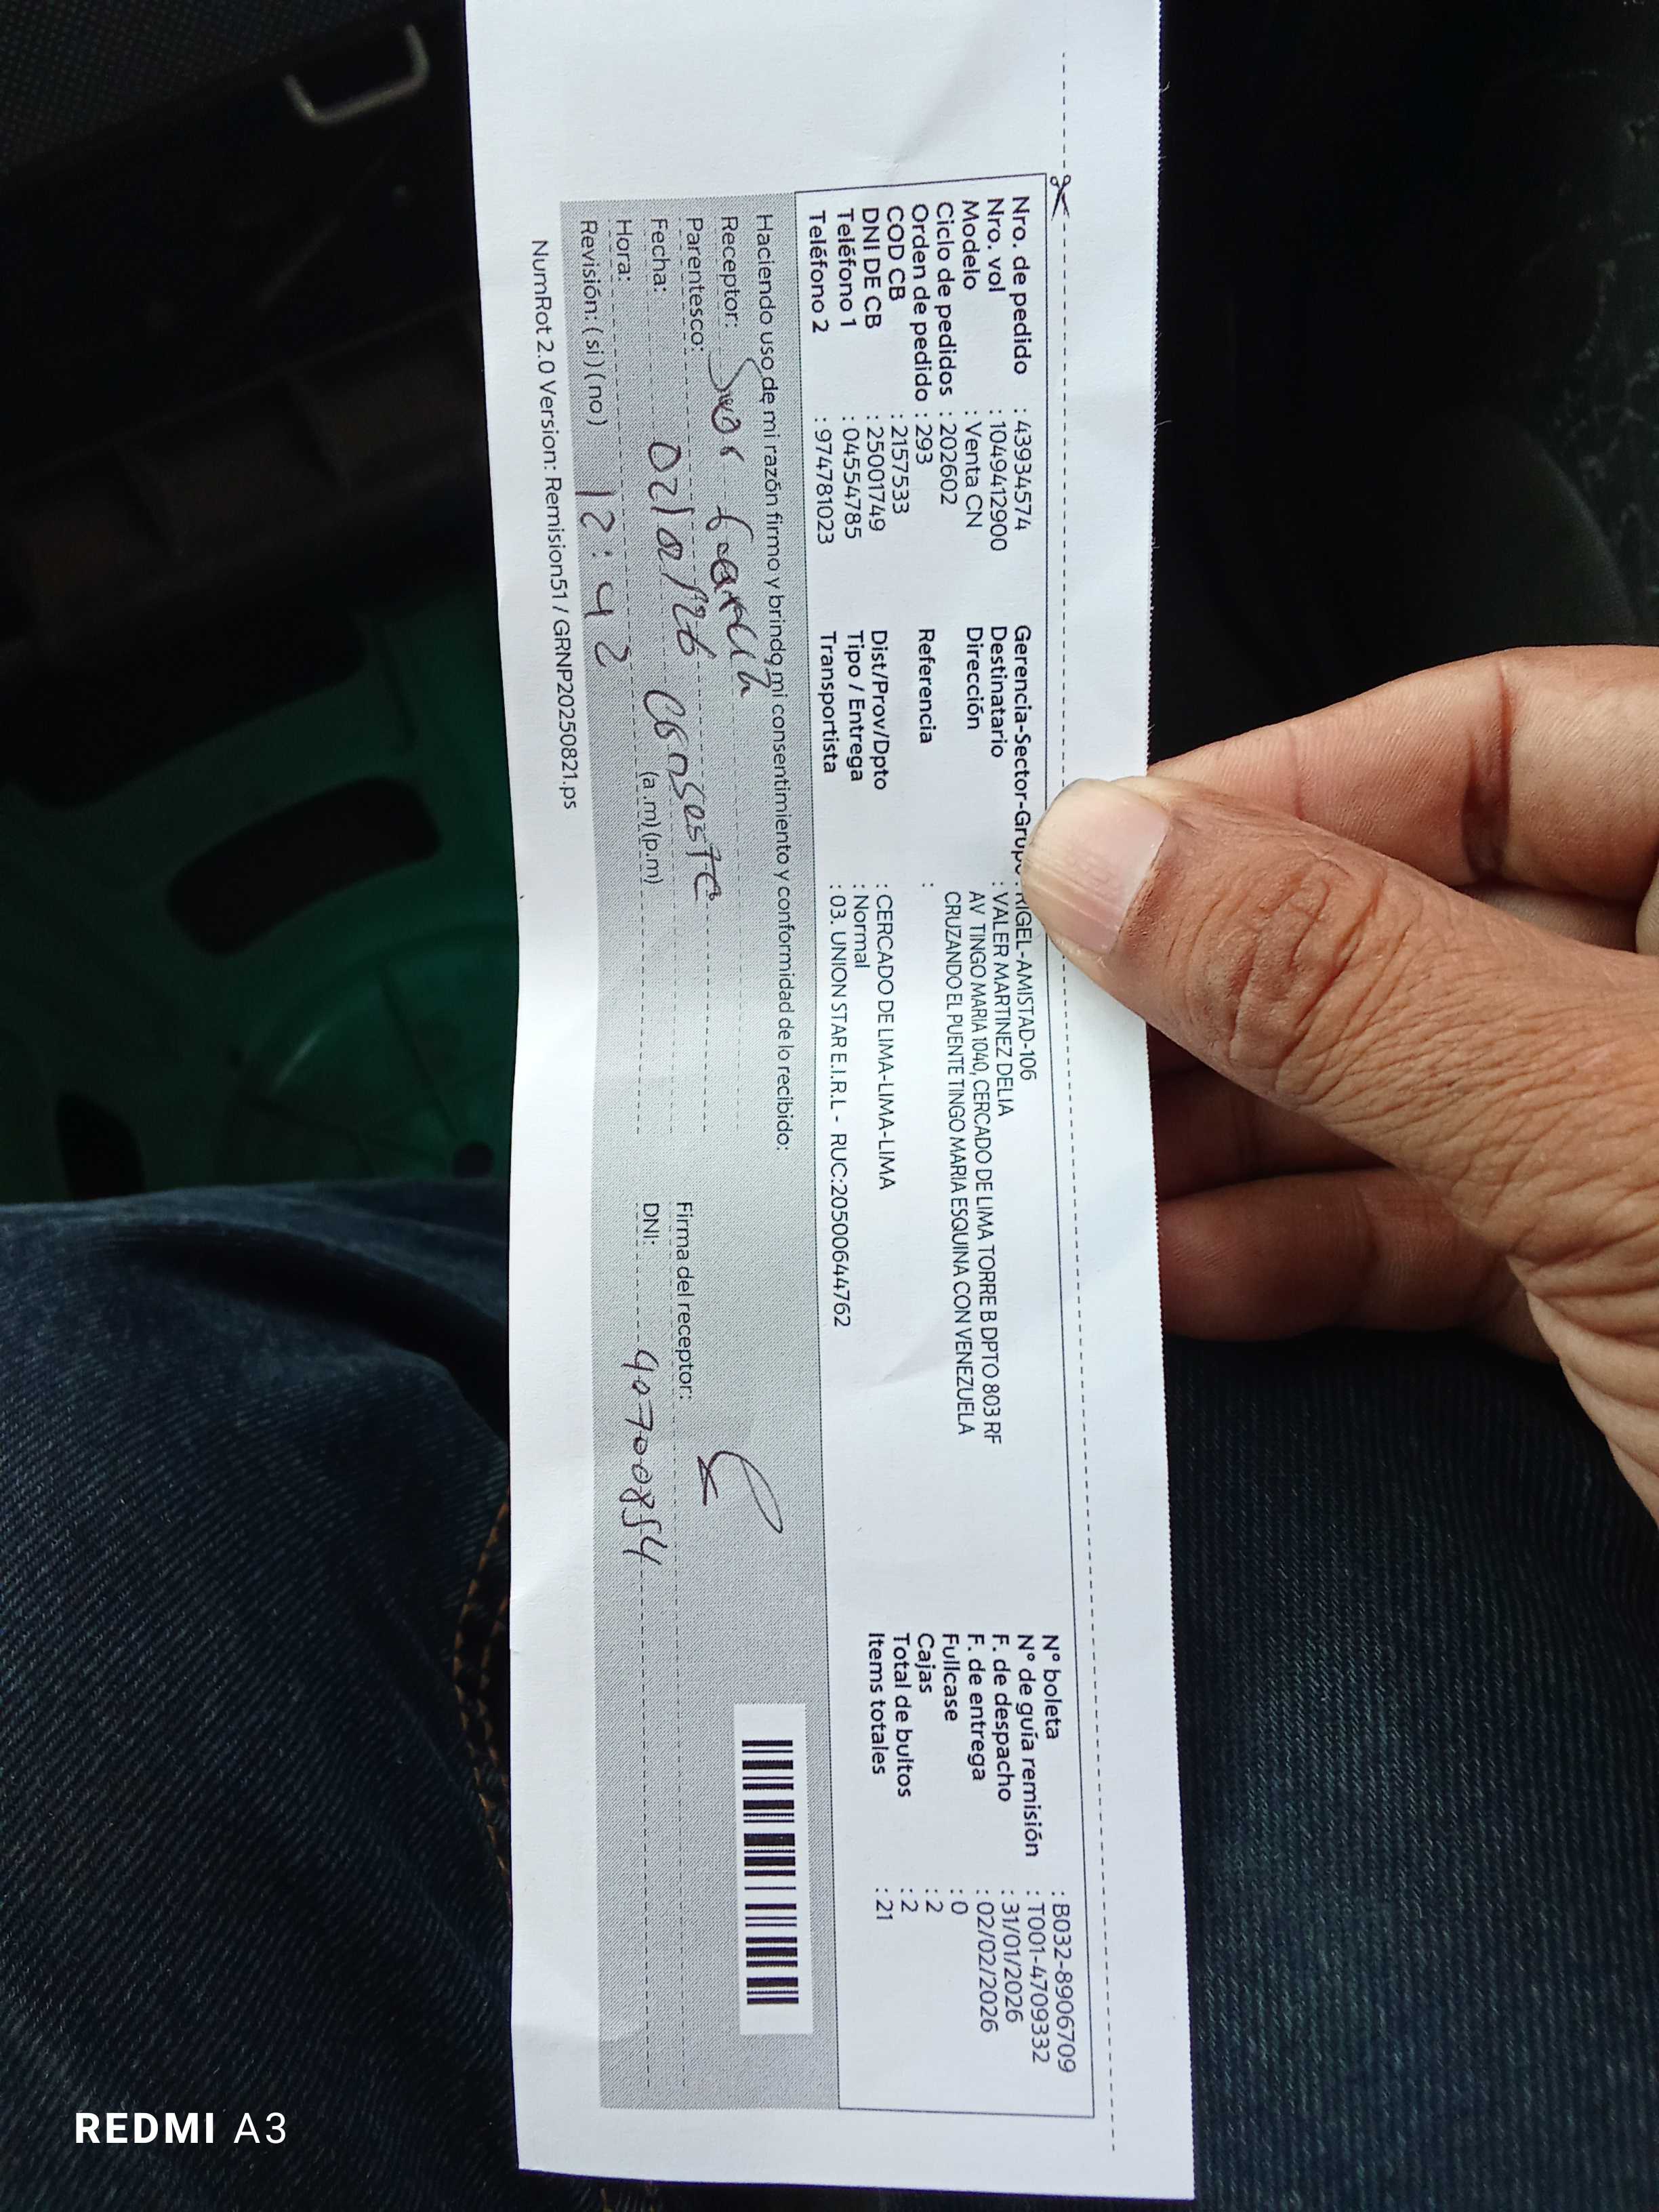 Nro. de pedido : 43934574
Nro. vol : 1049412900
Modelo : Venta CN
Ciclo de pedidos : 202602
Orden de pedido : 293
COD CB : 2157533
DNI DE CB : 25001749
Teléfono 1 : 04554785
Teléfono 2 : 974781023
Gerencia-Sector-Grupo : RIGEL-AMISTAD-106
Destinatario : VALER MARTINEZ DELIA
Dirección AV TINGO MARIA 1040, CERCADO DE LIMA TORRE B DPTO 803 RF
CRUZANDO EL PUENTE TINGO MARIA ESQUINA CON VENEZUELA
Referencia :
Dist/Prov/Dpto : CERCADO DE LIMA-LIMA-LIMA
Tipo / Entrega : Normal
Transportista : 03. UNION STAR E.I.R.L - RUC:20500644762
N° boleta : B032-8906709
N° de guía remisión : T001-4709332
F. de despacho : 31/01/2026
F. de entrega : 02/02/2026
Fullcase : 0
Cajas : 2
Total de bultos : 2
Items totales : 21
Haciendo uso de mi razón firmo y brindo mi consentimiento y conformidad de lo recibido:
Receptor:
Parentesco:
Fecha: 02/02/26
Hora: 12:42 (a.m) (p.m)
Revisión: (si) (no)
Firma del receptor:
DNI: 40700854
NumRot 2.0 Version: Remision51 / GRNP20250821.ps
REDMI A3